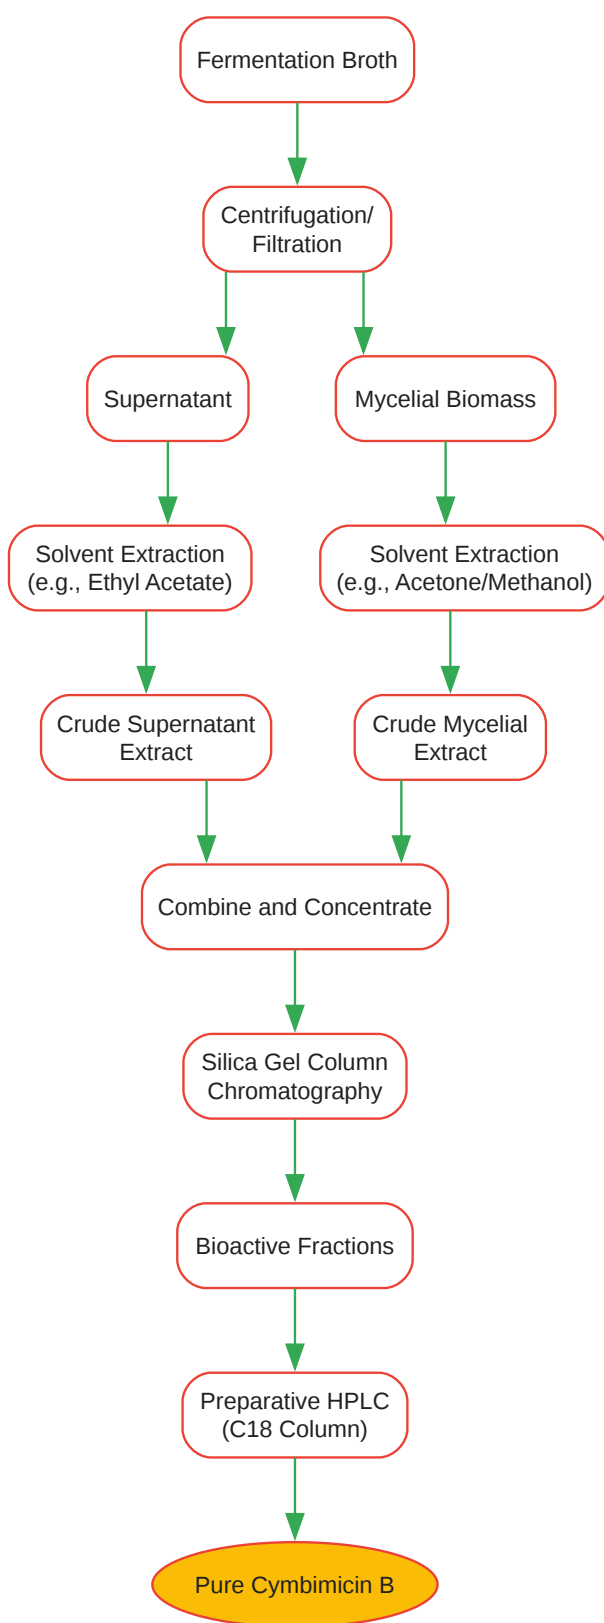 Fermentation Broth
Centrifugation/
Filtration
Supernatant
Mycelial Biomass
Solvent Extraction
(e.g., Ethyl Acetate)
Solvent Extraction
(e.g., Acetone/Methanol)
Crude Supernatant
Extract
Crude Mycelial
Extract
Combine and Concentrate
Silica Gel Column
Chromatography
Bioactive Fractions
Preparative HPLC
(C18 Column)
Pure Cymbimicin B